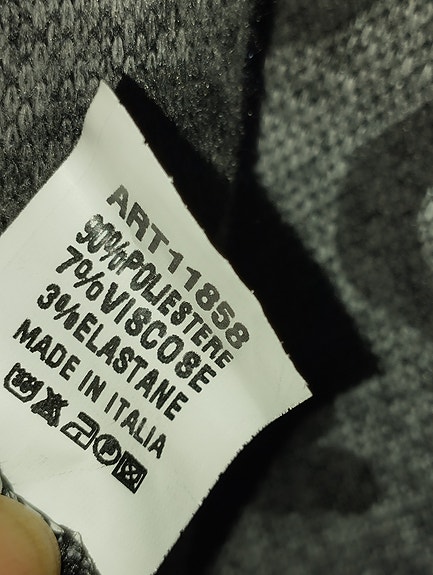 ART11858
90%POLIESTERE
7%VISCOSE
3%ELASTANE
MADE IN ITALIA